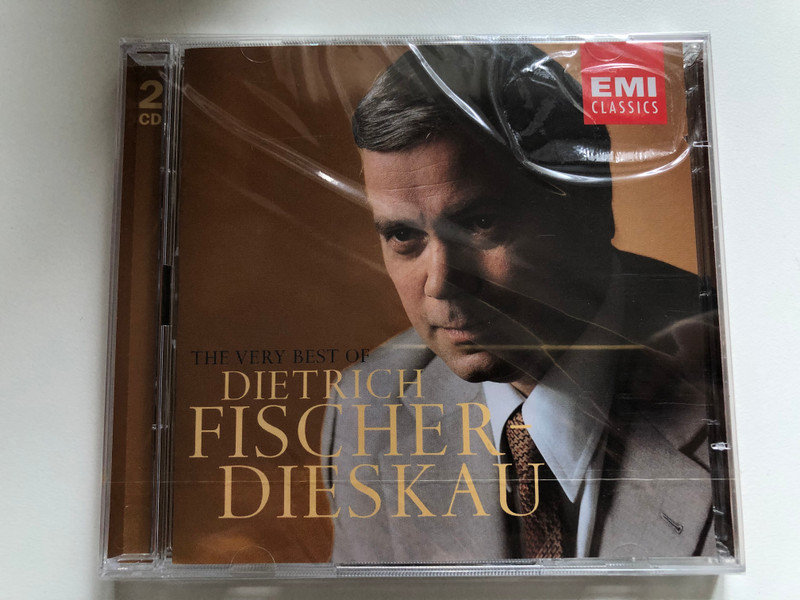 2
CD
EMI
CLASSICS
THE VERY BEST OF
DIETRICH
FISCHER-
DIESKAU